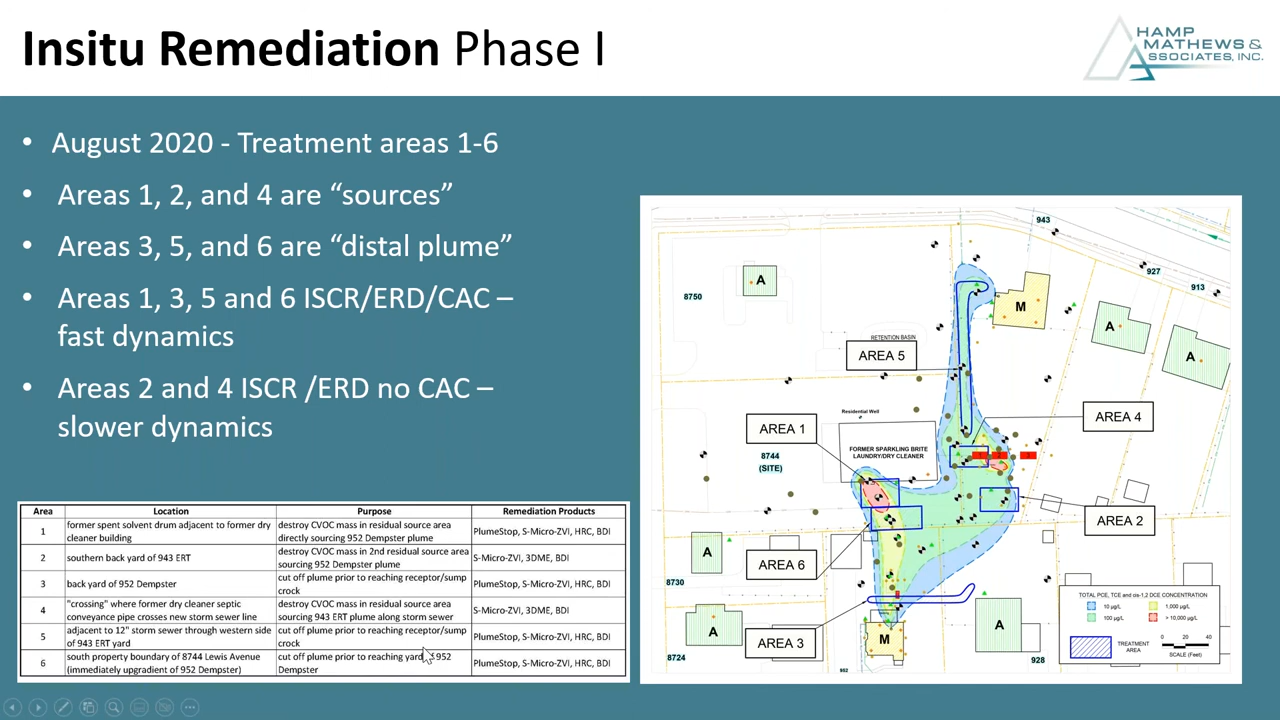 Insitu Remediation Phase I
HAMP
MATHEWS &
ASSOCIATES, INC.
• August 2020 - Treatment areas 1-6
• Areas 1, 2, and 4 are “sources”
• Areas 3, 5, and 6 are “distal plume”
• Areas 1, 3, 5 and 6 ISCR/ERD/CAC –
fast dynamics
• Areas 2 and 4 ISCR /ERD no CAC –
slower dynamics
Area Location Purpose Remediation Products
1 former spent solvent drum adjacent to former dry cleaner building destroy CVOC mass in residual source area directly sourcing 952 Dempster plume PlumeStop, S-Micro-ZVI, HRC, BDI
2 southern back yard of 943 ERT destroy CVOC mass in 2nd residual source area sourcing 952 Dempster plume S-Micro-ZVI, 3DME, BDI
3 back yard of 952 Dempster cut off plume prior to reaching receptor/sump crock PlumeStop, S-Micro-ZVI, HRC, BDI
4 "crossing" where former dry cleaner septic conveyance pipe crosses new storm sewer line destroy CVOC mass in residual source area sourcing 943 ERT plume along storm sewer S-Micro-ZVI, 3DME, BDI
5 adjacent to 12" storm sewer through western side of 943 ERT yard cut off plume prior to reaching receptor/sump crock PlumeStop, S-Micro-ZVI, HRC, BDI
6 south property boundary of 8744 Lewis Avenue (immediately upgradient of 952 Dempster) cut off plume prior to reaching yard 952 Dempster PlumeStop, S-Micro-ZVI, HRC, BDI
943
927
913
8750
A
M
A
A
RETENTION BASIN
AREA 5
AREA 4
Residential Well
AREA 1
FORMER SPARKLING BRITE
LAUNDRY/DRY CLEANER
8744
(SITE)
AREA 2
A
AREA 6
8730
AREA 3
A
M
A
8724
952
928
TOTAL PCE, TCE and cis-1,2 DCE CONCENTRATION
10 µg/L 1,000 µg/L
100 µg/L > 10,000 µg/L
TREATMENT
AREA
0 20 40
SCALE (Feet)